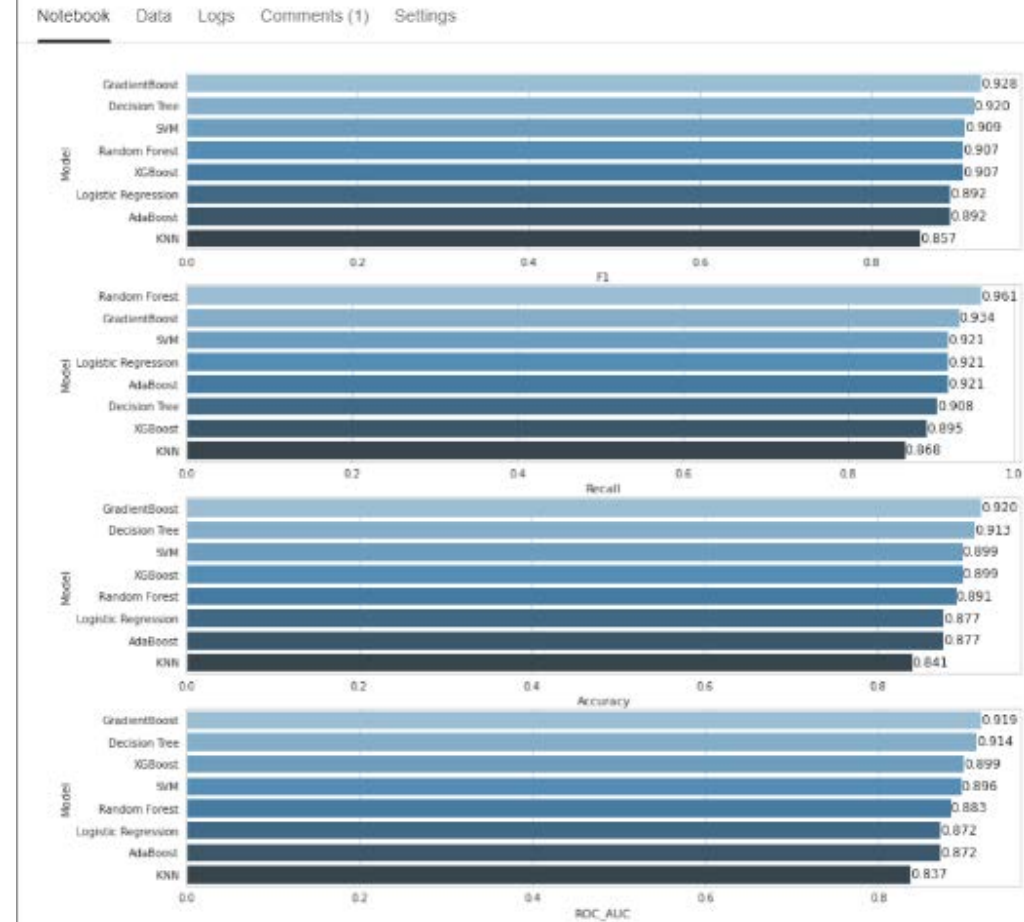 Notebook Data Logs Comments (1) Settings
Model
GradientBoost 0.928
Decision Tree 0.920
SVM 0.909
Random Forest 0.907
XGBoost 0.907
Logistic Regression 0.892
AdaBoost 0.892
KNN 0.857
0.0 0.2 0.4 0.6 0.8
F1
Model
Random Forest 0.961
GradientBoost 0.934
SVM 0.921
Logistic Regression 0.921
AdaBoost 0.921
Decision Tree 0.908
XGBoost 0.895
KNN 0.868
0.0 0.2 0.4 0.6 0.8 1.0
Recall
Model
GradientBoost 0.920
Decision Tree 0.913
SVM 0.899
XGBoost 0.899
Random Forest 0.891
Logistic Regression 0.877
AdaBoost 0.877
KNN 0.841
0.0 0.2 0.4 0.6 0.8
Accuracy
Model
GradientBoost 0.919
Decision Tree 0.914
XGBoost 0.899
SVM 0.896
Random Forest 0.883
Logistic Regression 0.872
AdaBoost 0.872
KNN 0.837
0.0 0.2 0.4 0.6 0.8
ROC_AUC